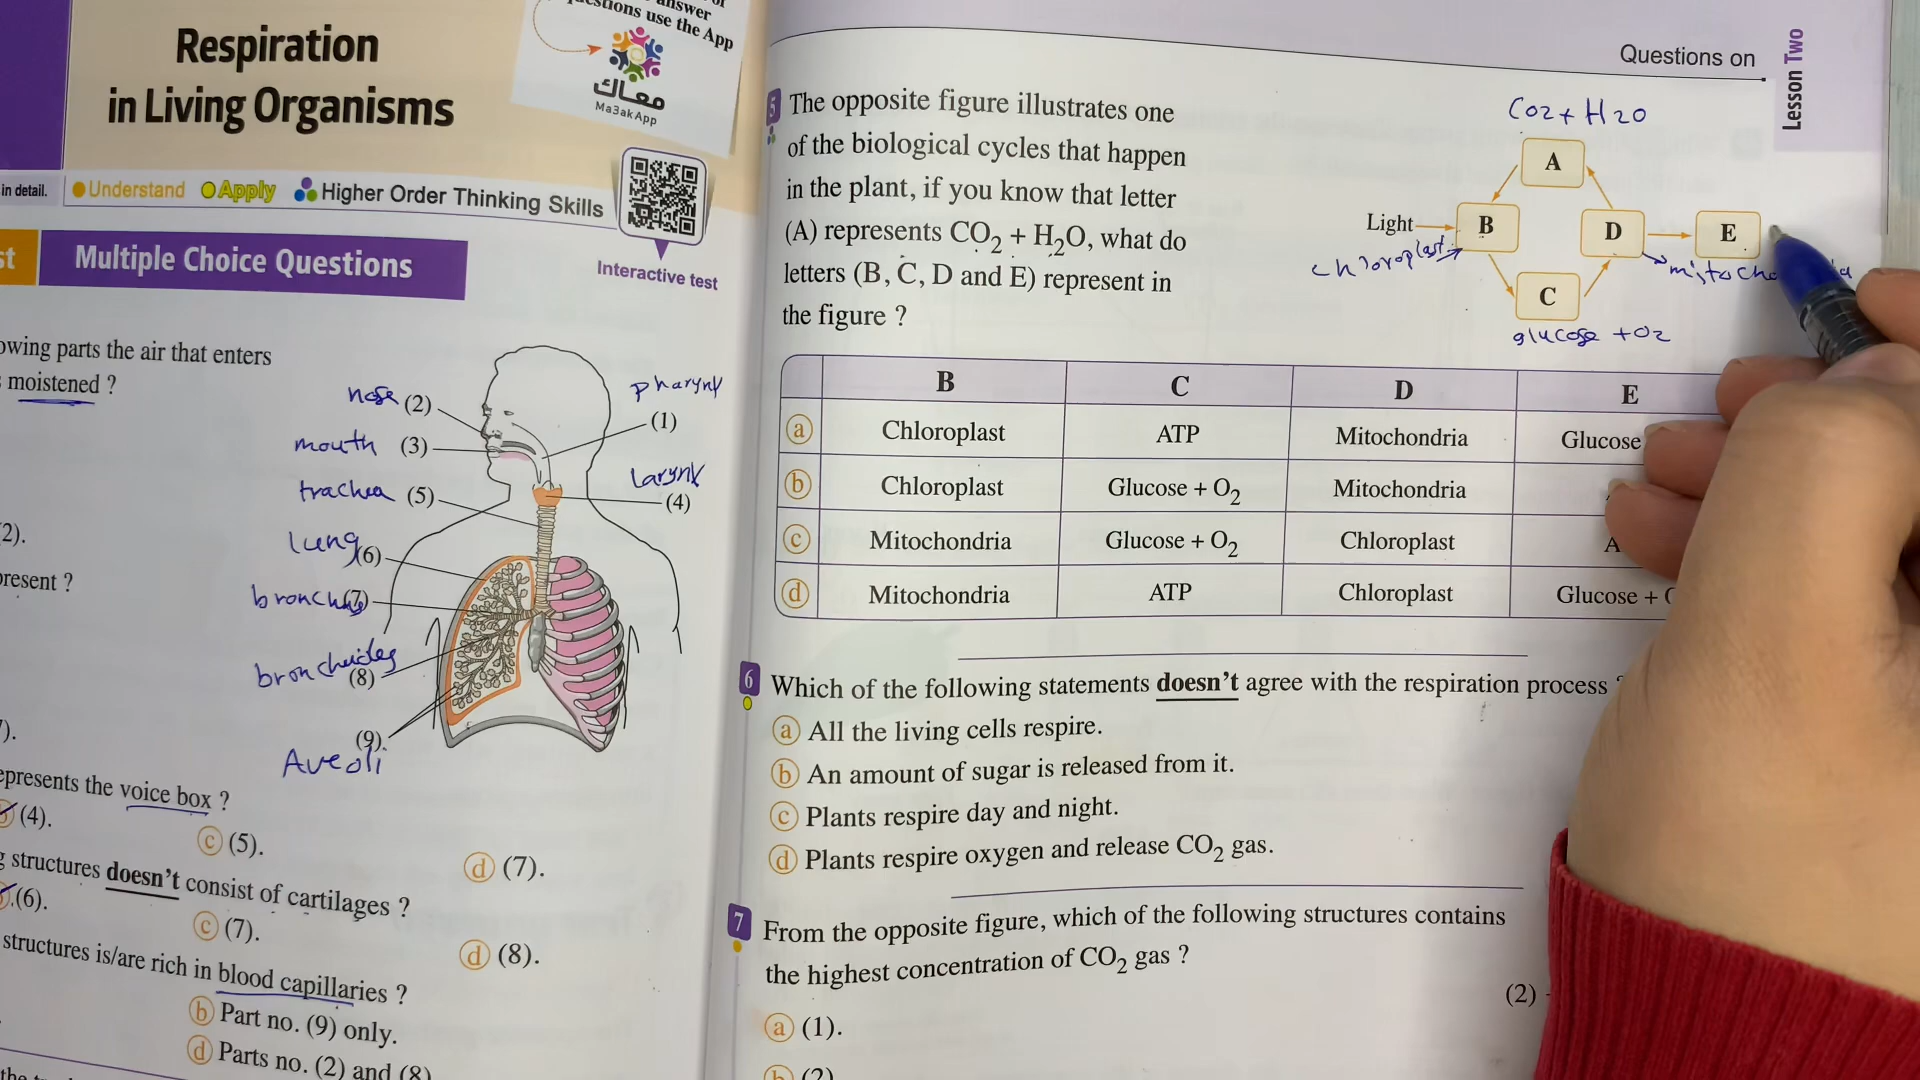 Respiration
in Living Organisms
answer
use the App
معاك
Ma3ak App
in detail.
Understand
Apply
Higher Order Thinking Skills
Interactive test
Multiple Choice Questions
owing parts the air that enters
moistened ?
nose (2)
mouth (3)
trachea (5)
lung (6)
bronchus (7)
(8)
(9)
Aveoli
pharynx
(1)
larynx
(4)
(2).
present ?
epresents the voice box ?
(4).
c (5).
d (7).
structures doesn't consist of cartilages ?
(6).
c (7).
d (8).
structures is/are rich in blood capillaries ?
b Part no. (9) only.
d Parts no. (2) and (8)
Questions on
Lesson Two
5 The opposite figure illustrates one
of the biological cycles that happen
in the plant, if you know that letter
(A) represents CO₂ + H₂O, what do
letters (B, C, D and E) represent in
the figure ?
Co2 + H2O
A
Light
B
D
E
chloroplast
C
glucose + O2
B C D E
a Chloroplast ATP Mitochondria Glucose
b Chloroplast Glucose + O₂ Mitochondria
c Mitochondria Glucose + O₂ Chloroplast A
d Mitochondria ATP Chloroplast Glucose +
6 Which of the following statements doesn't agree with the respiration process
a All the living cells respire.
b An amount of sugar is released from it.
c Plants respire day and night.
d Plants respire oxygen and release CO₂ gas.
7 From the opposite figure, which of the following structures contains
the highest concentration of CO₂ gas ?
(2)
a (1).
b (2)